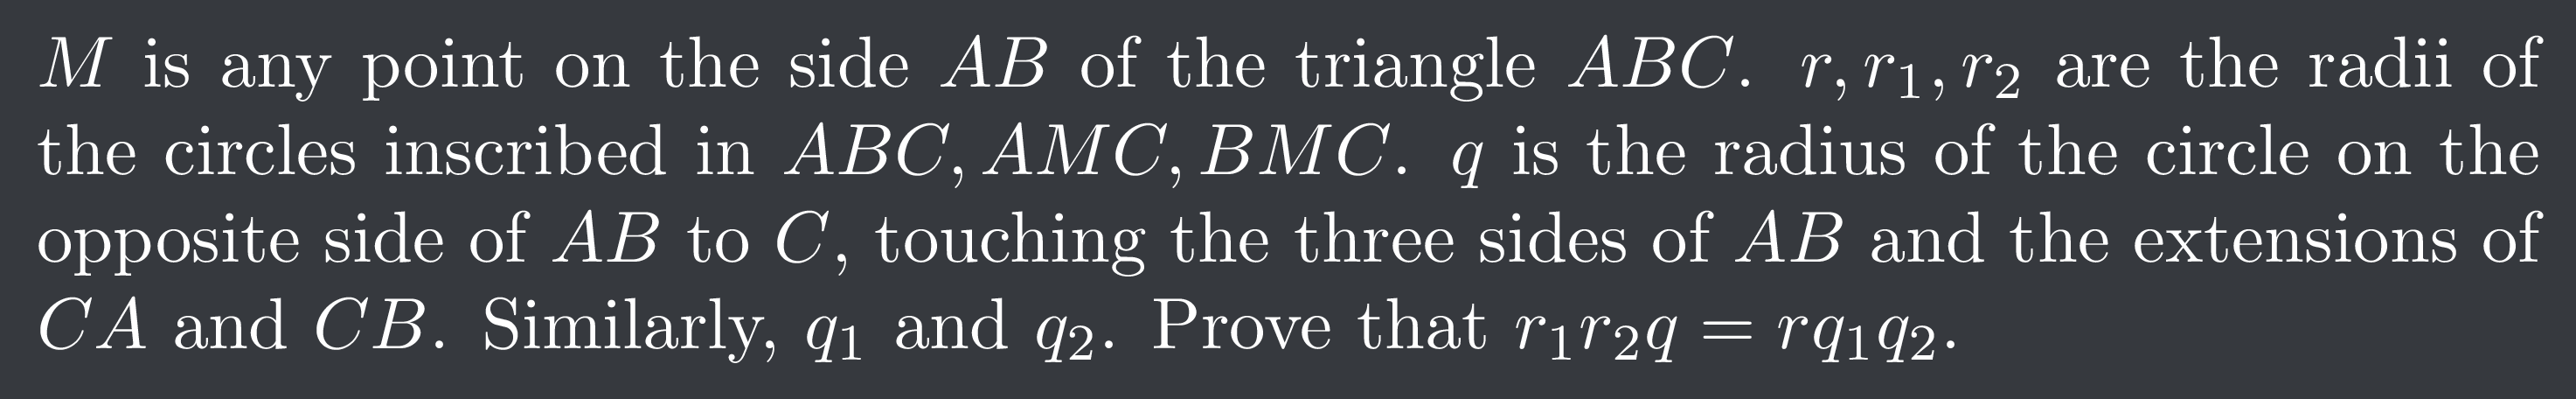 M is any point on the side AB of the triangle ABC. r, r₁, r₂ are the radii of
the circles inscribed in ABC, AMC, BMC. q is the radius of the circle on the
opposite side of AB to C, touching the three sides of AB and the extensions of
CA and CB. Similarly, q₁ and q₂. Prove that r₁r₂q = rq₁q₂.